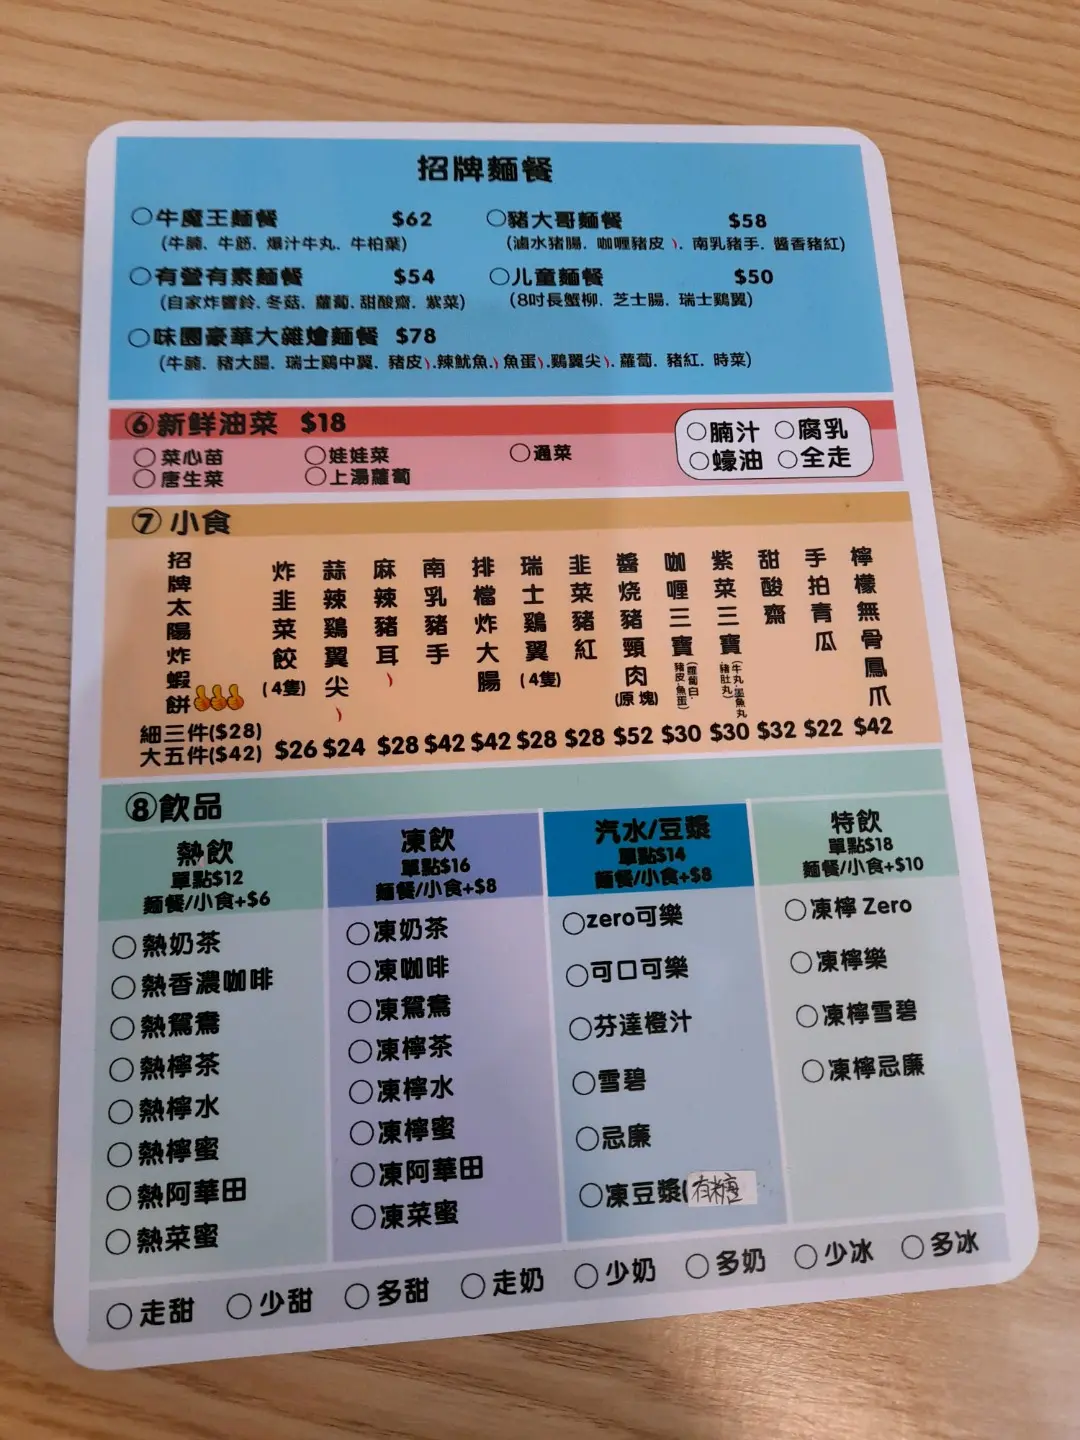 招牌麵餐
○牛魔王麵餐 $62
(牛腩、牛筋、爆汁牛丸、牛柏葉)
○豬大哥麵餐 $58
(滷水豬腸、咖喱豬皮、南乳豬手、醬香豬紅)
○有營有素麵餐 $54
(自家炸響鈴、冬菇、蘿蔔、甜酸齋、紫菜)
○儿童麵餐 $50
(8吋長蟹柳、芝士腸、瑞士鷄翼)
○味園豪華大雜燴麵餐 $78
(牛腩、豬大腸、瑞士鷄中翼、豬皮、辣魷魚、魚蛋、鷄翼尖、蘿蔔、豬紅、時菜)
⑥新鮮油菜 $18
○菜心苗 ○娃娃菜 ○通菜
○唐生菜 ○上湯蘿蔔
○腩汁 ○腐乳
○蠔油 ○全走
⑦小食
招牌太陽炸蝦餅
細三件($28)
大五件($42)
炸韭菜餃(4隻) $26
蒜辣鷄翼尖 $24
麻辣豬耳 $28
南乳豬手 $42
排檔炸大腸 $42
瑞士鷄翼(4隻) $28
韭菜豬紅 $28
醬燒豬頸肉(原塊) $52
咖喱三寶(蘿蔔白、豬皮、魚蛋) $30
紫菜三寶(牛丸、墨魚丸、豬肚丸) $30
甜酸齋 $32
手拍青瓜 $22
檸檬無骨鳳爪 $42
⑧飲品
熱飲
單點$12
麵餐/小食+$6
○熱奶茶
○熱香濃咖啡
○熱鴛鴦
○熱檸茶
○熱檸水
○熱檸蜜
○熱阿華田
○熱菜蜜
凍飲
單點$16
麵餐/小食+$8
○凍奶茶
○凍咖啡
○凍鴛鴦
○凍檸茶
○凍檸水
○凍檸蜜
○凍阿華田
○凍菜蜜
汽水/豆漿
單點$14
麵餐/小食+$8
○zero可樂
○可口可樂
○芬達橙汁
○雪碧
○忌廉
○凍豆漿(有糖
特飲
單點$18
麵餐/小食+$10
○凍檸 Zero
○凍檸樂
○凍檸雪碧
○凍檸忌廉
○走甜 ○少甜 ○多甜 ○走奶 ○少奶 ○多奶 ○少冰 ○多冰